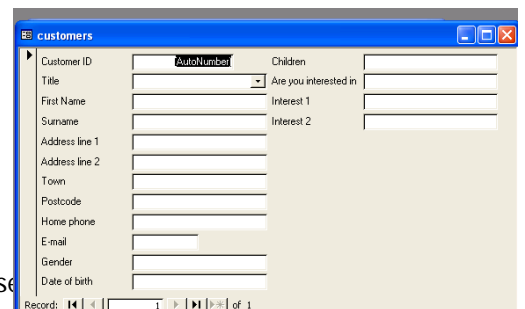 customers
Customer ID AutoNumber
Title
First Name
Surname
Address line 1
Address line 2
Town
Postcode
Home phone
E-mail
Gender
Date of birth
Children
Are you interested in
Interest 1
Interest 2
se
Record: 1 of 1